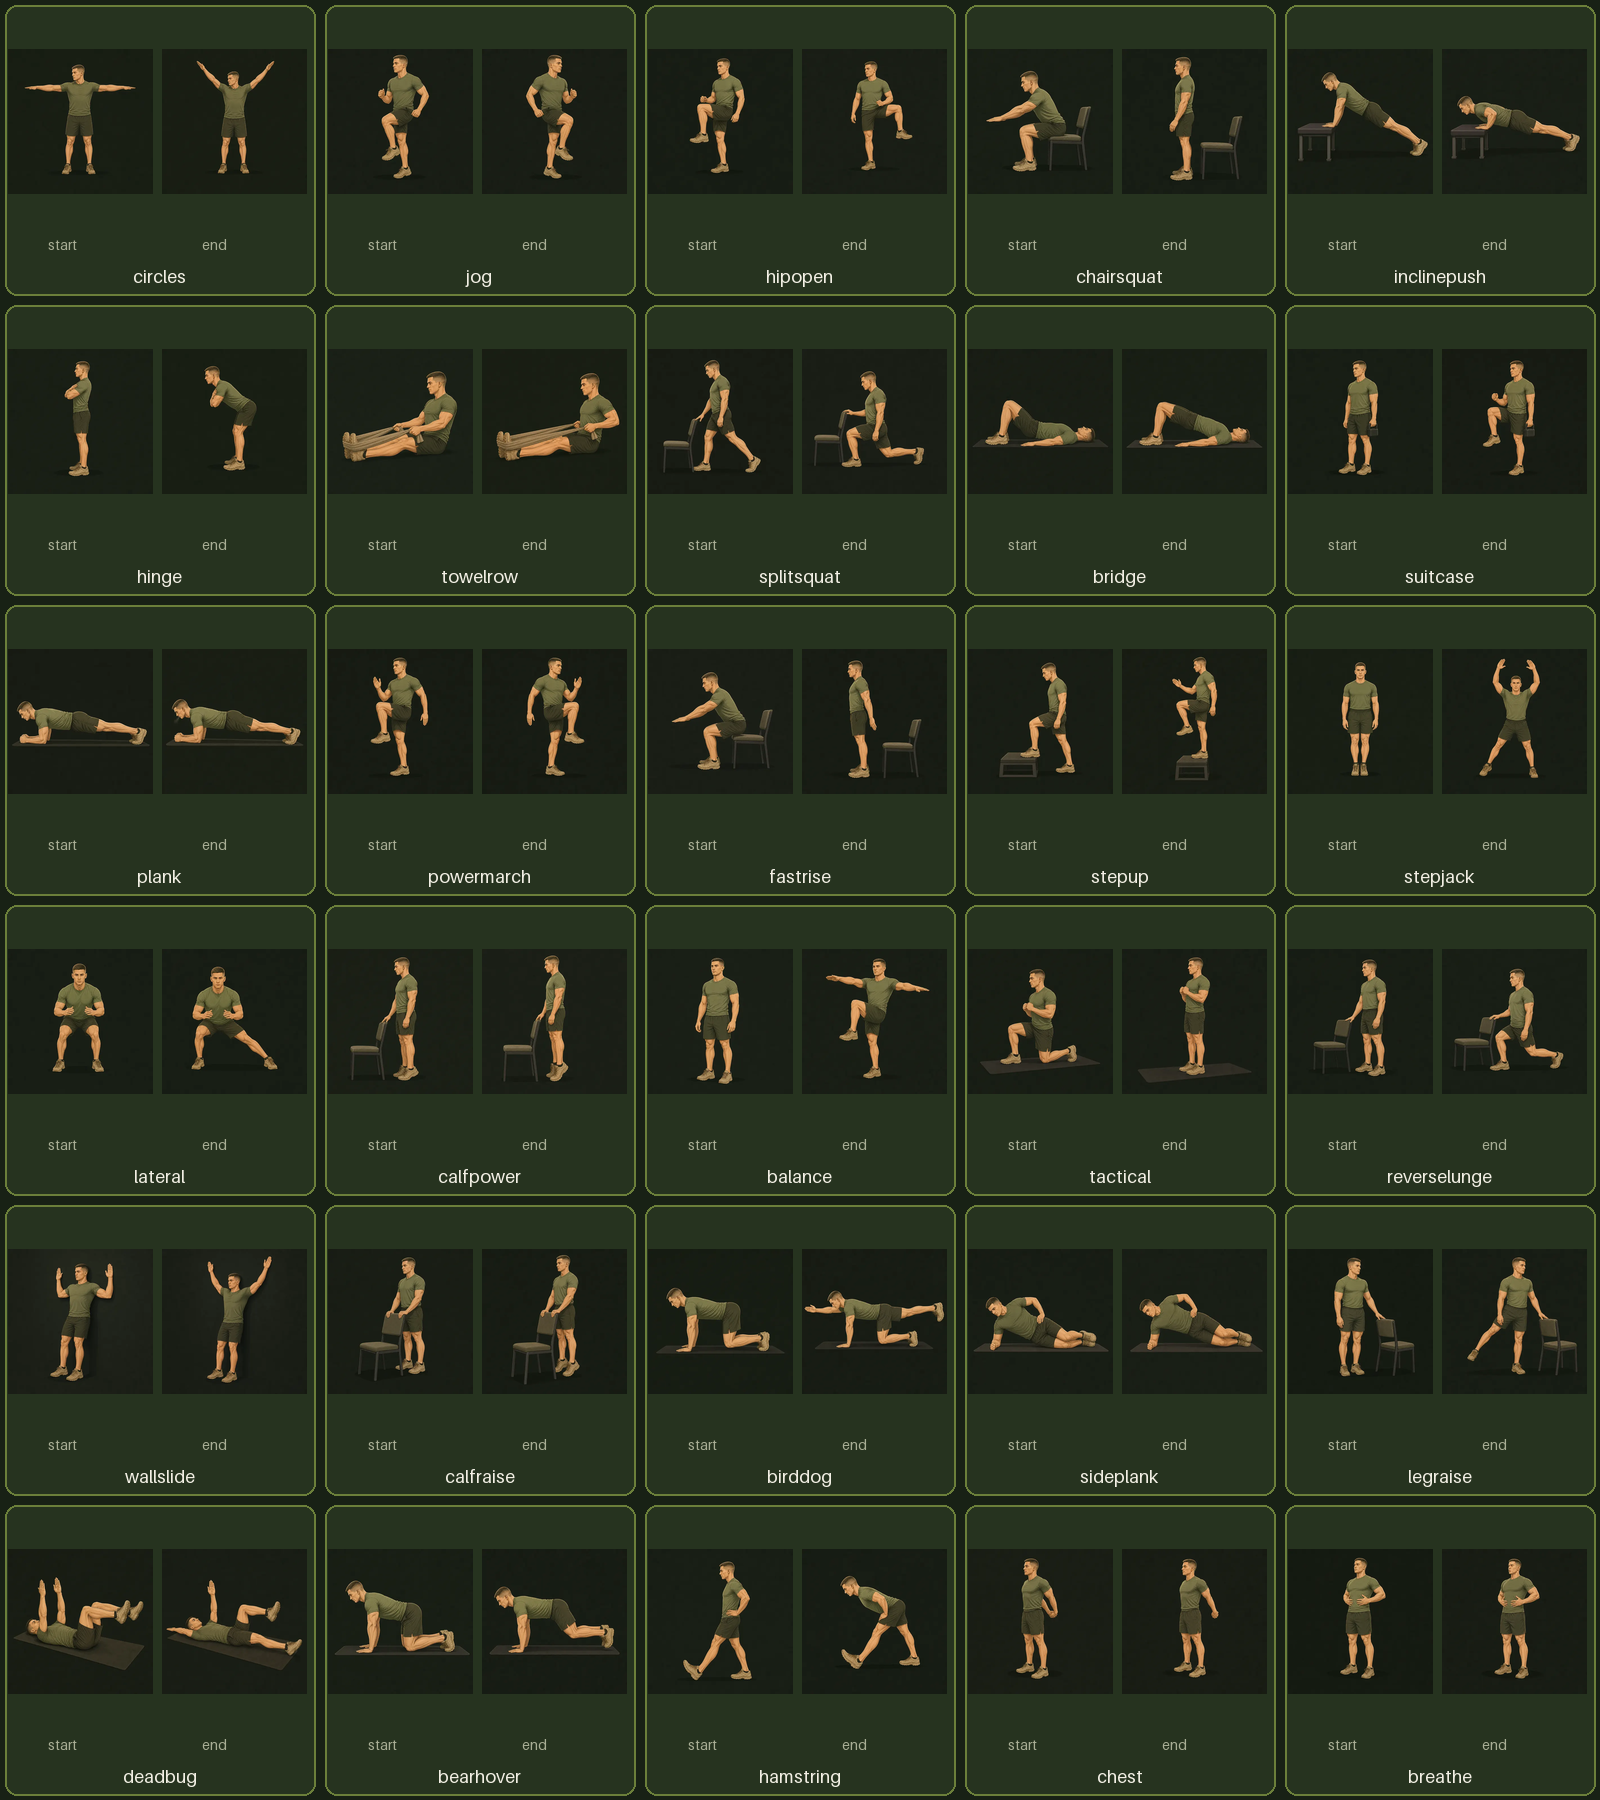 start end start end start end start end start end
circles jog hipopen chairsquat inclinepush
start end start end start end start end start end
hinge towelrow splitsquat bridge suitcase
start end start end start end start end start end
plank powermarch fastrise stepup stepjack
start end start end start end start end start end
lateral calfpower balance tactical reverselunge
start end start end start end start end start end
wallslide calfraise birddog sideplank legraise
start end start end start end start end start end
deadbug bearhover hamstring chest breathe